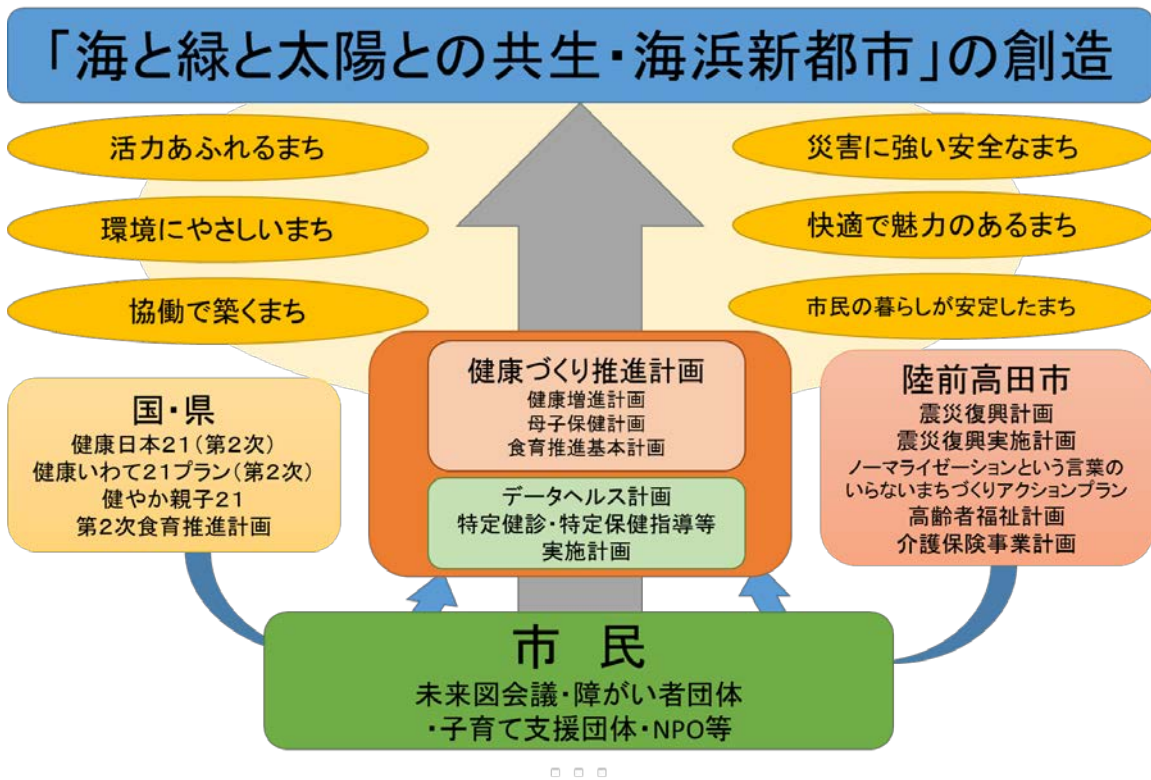 「海と緑と太陽との共生・海浜新都市」の創造
活力あふれるまち
環境にやさしいまち
協働で築くまち
災害に強い安全なまち
快適で魅力のあるまち
市民の暮らしが安定したまち
国・県
健康日本21(第2次)
健康いわて21プラン(第2次)
健やか親子21
第2次食育推進計画
健康づくり推進計画
健康増進計画
母子保健計画
食育推進基本計画
データヘルス計画
特定健診・特定保健指導等
実施計画
陸前高田市
震災復興計画
震災復興実施計画
ノーマライゼーションという言葉の
いらないまちづくりアクションプラン
高齢者福祉計画
介護保険事業計画
市 民
未来図会議・障がい者団体
・子育て支援団体・NPO等